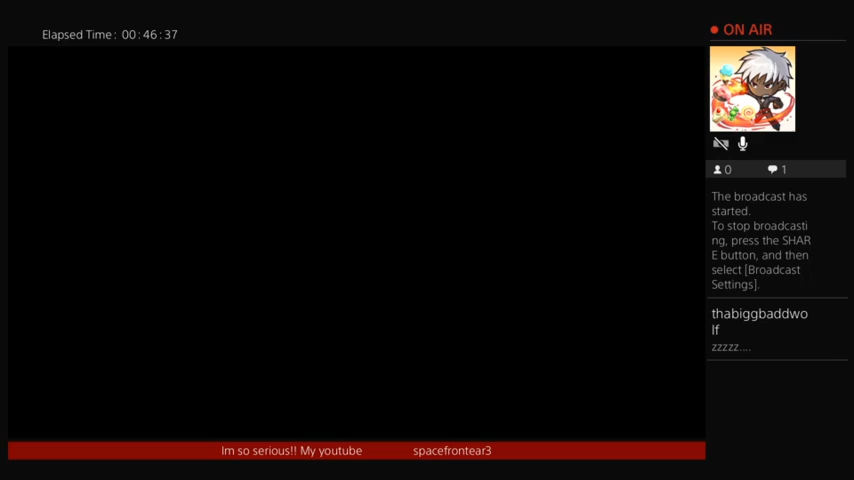 Elapsed Time: 00:46:37
ON AIR
0 1
The broadcast has
started.
To stop broadcasti
ng, press the SHAR
E button, and then
select [Broadcast
Settings].
thabiggbaddwo
lf
zzzzz....
Im so serious!! My youtube spacefrontear3